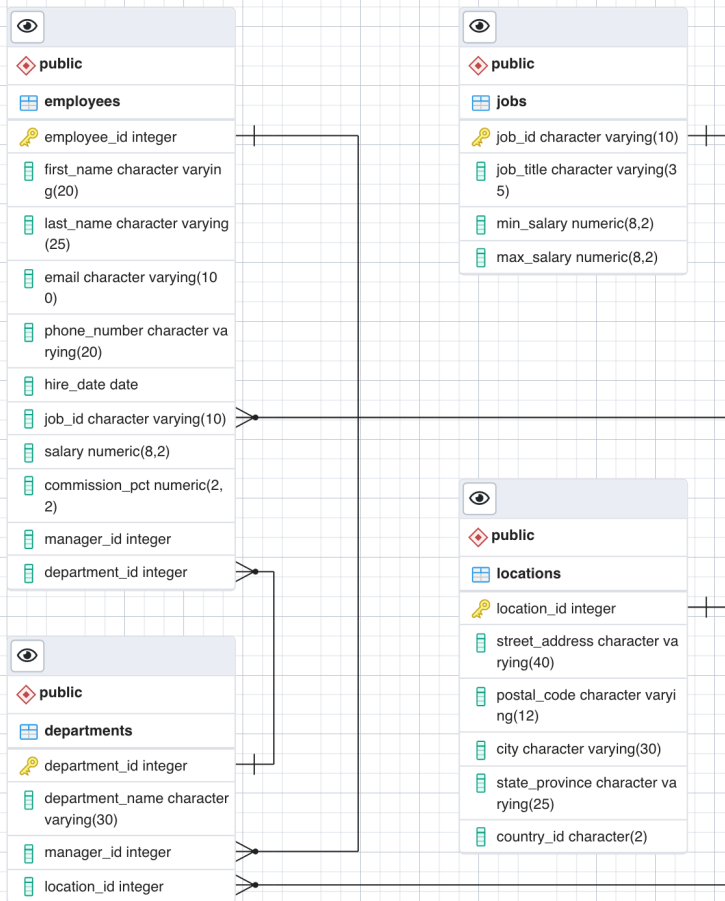 public
employees
employee_id integer
first_name character varyin
g(20)
last_name character varying
(25)
email character varying(10
0)
phone_number character va
rying(20)
hire_date date
job_id character varying(10)
salary numeric(8,2)
commission_pct numeric(2,
2)
manager_id integer
department_id integer
public
departments
department_id integer
department_name character
varying(30)
manager_id integer
location_id integer
public
jobs
job_id character varying(10)
job_title character varying(3
5)
min_salary numeric(8,2)
max_salary numeric(8,2)
public
locations
location_id integer
street_address character va
rying(40)
postal_code character varyi
ng(12)
city character varying(30)
state_province character va
rying(25)
country_id character(2)